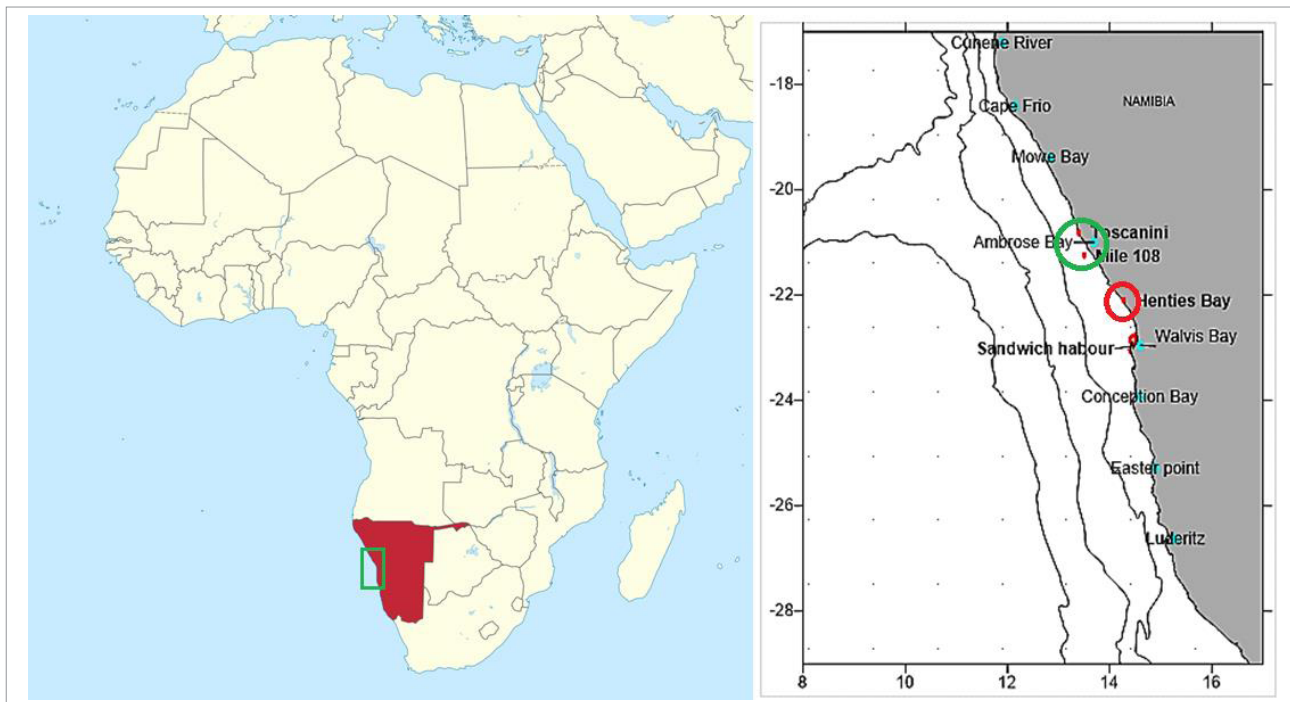 Cunene River
-18
NAMIBIA
Cape Frio
Mowe Bay
-20
Toscanini
Ambrose Bay
Mile 108
-22
Henties Bay
Walvis Bay
Sandwich habour
-24
Conception Bay
Easter point
-26
Luderitz
-28
8 10 12 14 16